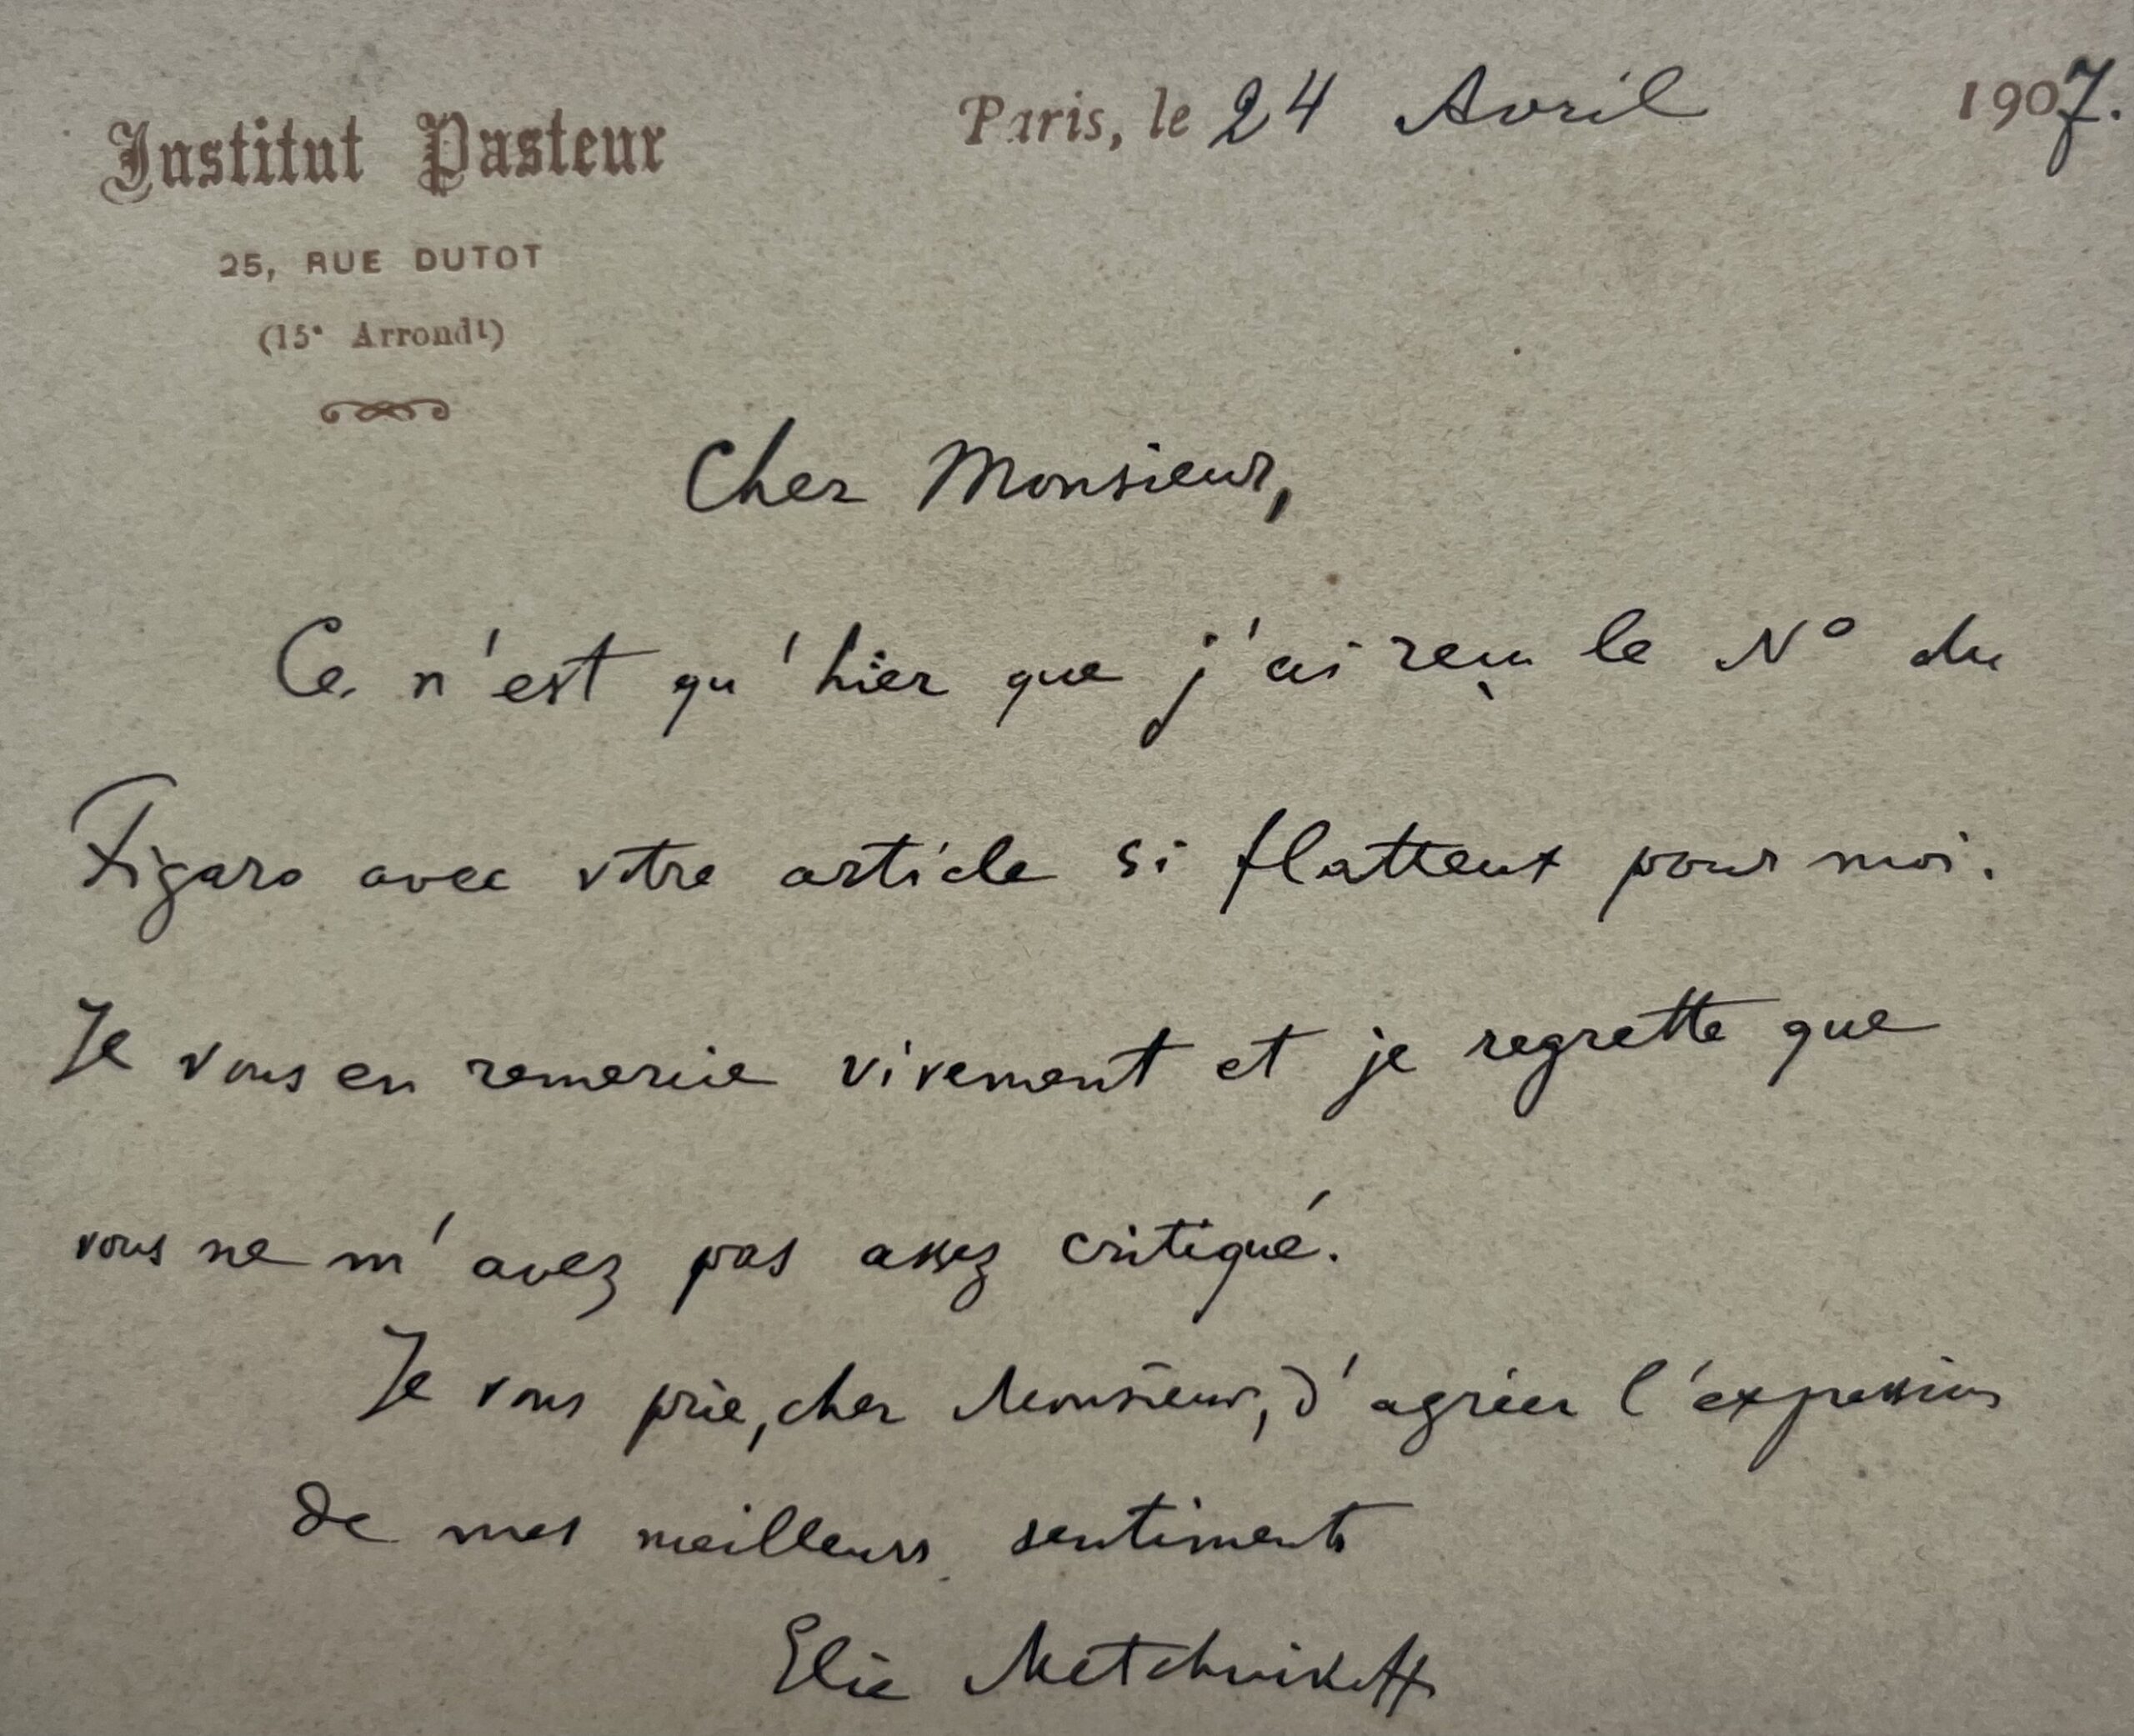 Institut Pasteur
25, RUE DUTOT
(15e Arrondt)
Paris, le 24 Avril 1907.
Cher Monsieur,
Ce n'est qu'hier que j'ai reçu le N° du
Figaro avec votre article si flatteur pour moi.
Je vous en remercie vivement et je regrette que
vous ne m'avez pas assez critiqué.
Je vous prie, cher Monsieur, d'agréer l'expression
de mes meilleurs sentiments
Elie Metchnikoff